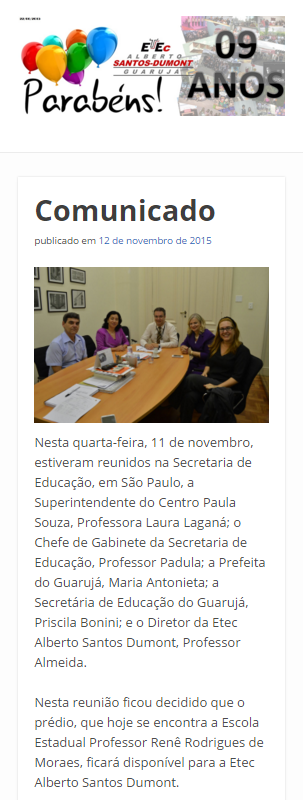 Parabéns!
ETEC
ALBERTO
SANTOS-DUMONT
GUARUJÁ
09
ANOS
Comunicado
publicado em 12 de novembro de 2015
Nesta quarta-feira, 11 de novembro,
estiveram reunidos na Secretaria de
Educação, em São Paulo, a
Superintendente do Centro Paula
Souza, Professora Laura Laganá; o
Chefe de Gabinete da Secretaria de
Educação, Professor Padula; a Prefeita
do Guarujá, Maria Antonieta; a
Secretária de Educação do Guarujá,
Priscila Bonini; e o Diretor da Etec
Alberto Santos Dumont, Professor
Almeida.
Nesta reunião ficou decidido que o
prédio, que hoje se encontra a Escola
Estadual Professor Renê Rodrigues de
Moraes, ficará disponível para a Etec
Alberto Santos Dumont.